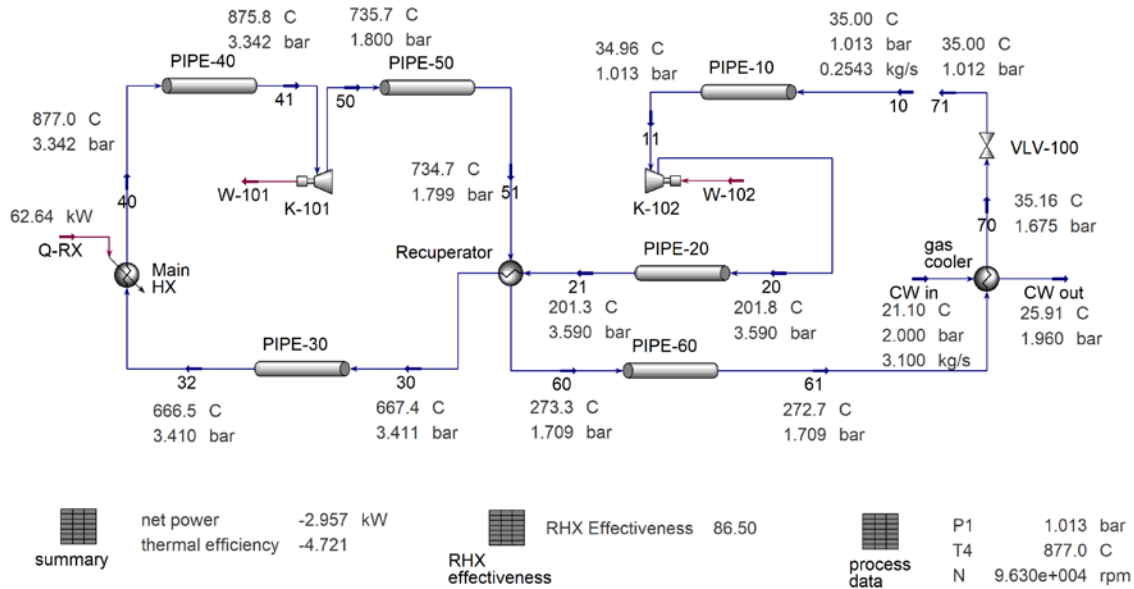 875.8 C
3.342 bar
735.7 C
1.800 bar
PIPE-40
PIPE-50
41
50
877.0 C
3.342 bar
40
W-101
K-101
734.7 C
1.799 bar
51
62.64 kW
Q-RX
Main
HX
Recuperator
PIPE-30
32
30
666.5 C
3.410 bar
667.4 C
3.411 bar
34.96 C
1.013 bar
PIPE-10
35.00 C
1.013 bar
0.2543 kg/s
35.00 C
1.012 bar
10
71
11
VLV-100
K-102
W-102
70
35.16 C
1.675 bar
PIPE-20
21
20
201.3 C
3.590 bar
201.8 C
3.590 bar
gas
cooler
CW in
CW out
21.10 C
2.000 bar
3.100 kg/s
25.91 C
1.960 bar
PIPE-60
60
61
273.3 C
1.709 bar
272.7 C
1.709 bar
summary
net power -2.957 kW
thermal efficiency -4.721
RHX
effectiveness
RHX Effectiveness 86.50
process
data
P1 1.013 bar
T4 877.0 C
N 9.630e+004 rpm